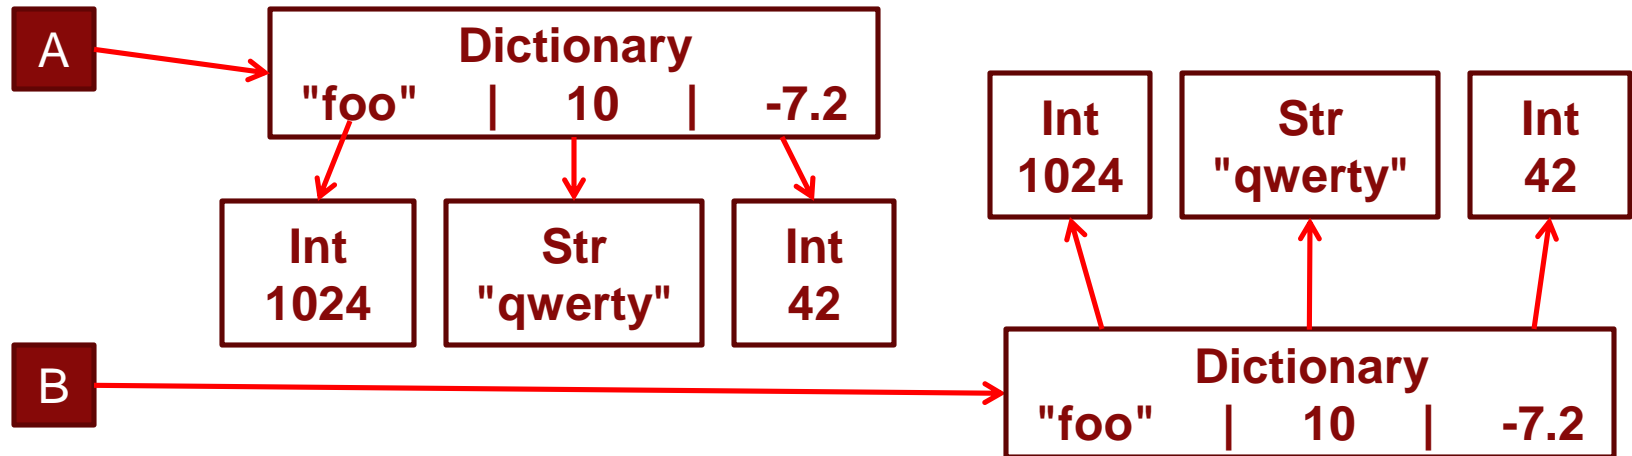 A
Dictionary
"foo" | 10 | -7.2
Int
1024
Str
"qwerty"
Int
42
Int
1024
Str
"qwerty"
Int
42
B
Dictionary
"foo" | 10 | -7.2